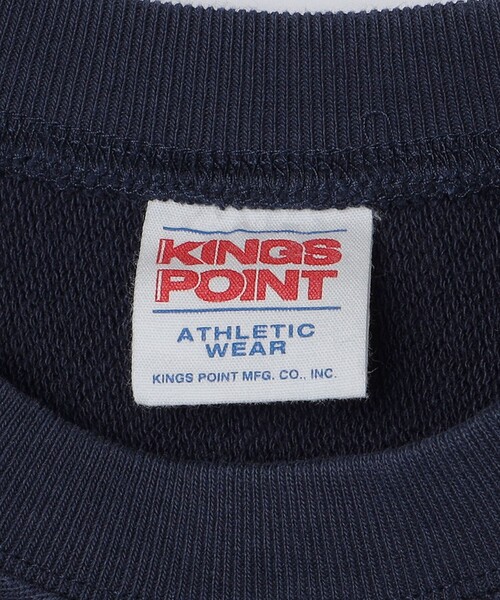 KINGS
POINT
ATHLETIC
WEAR
KINGS POINT MFG. CO., INC.